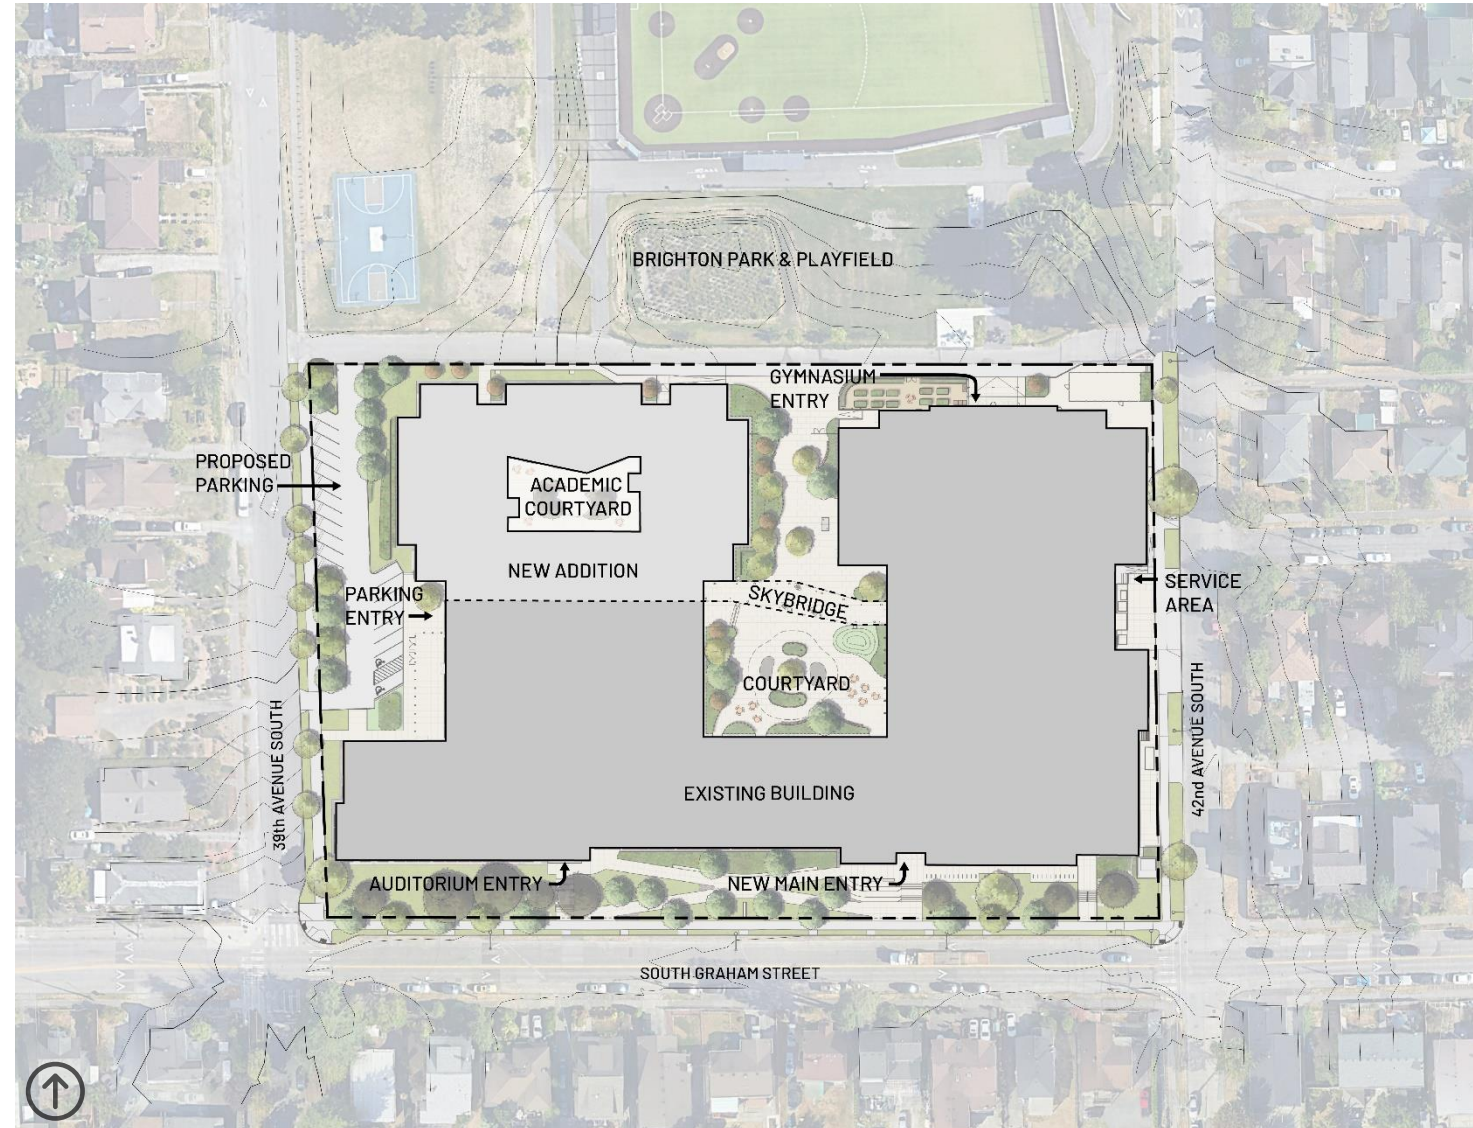 BRIGHTON PARK & PLAYFIELD
GYMNASIUM
ENTRY
PROPOSED
PARKING
ACADEMIC
COURTYARD
NEW ADDITION
PARKING
ENTRY
SKYBRIDGE
SERVICE
AREA
COURTYARD
39th AVENUE SOUTH
42nd AVENUE SOUTH
EXISTING BUILDING
AUDITORIUM ENTRY
NEW MAIN ENTRY
SOUTH GRAHAM STREET